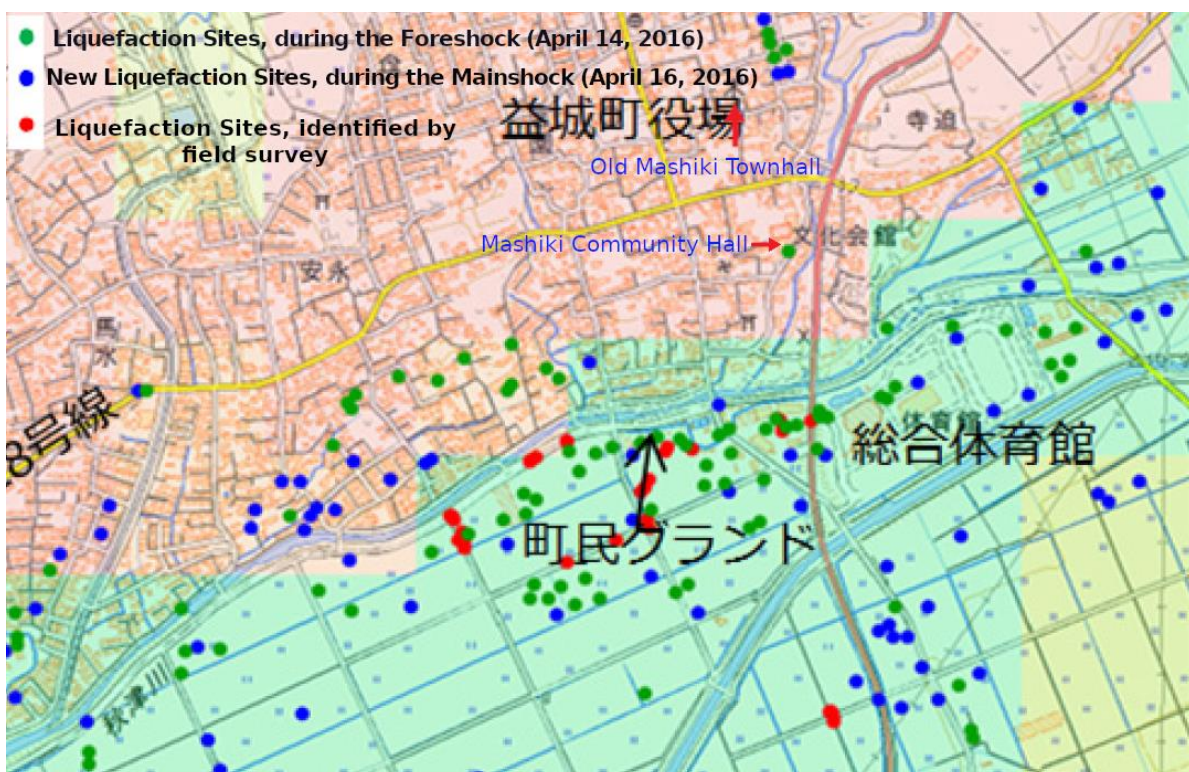 Liquefaction Sites, during the Foreshock (April 14, 2016)
New Liquefaction Sites, during the Mainshock (April 16, 2016)
Liquefaction Sites, identified by
field survey
益城町役場
寺迫
Old Mashiki Townhall
Mashiki Community Hall
文化会館
安永
馬水
8号線
体育館
総合体育館
町民グランド
秋津川